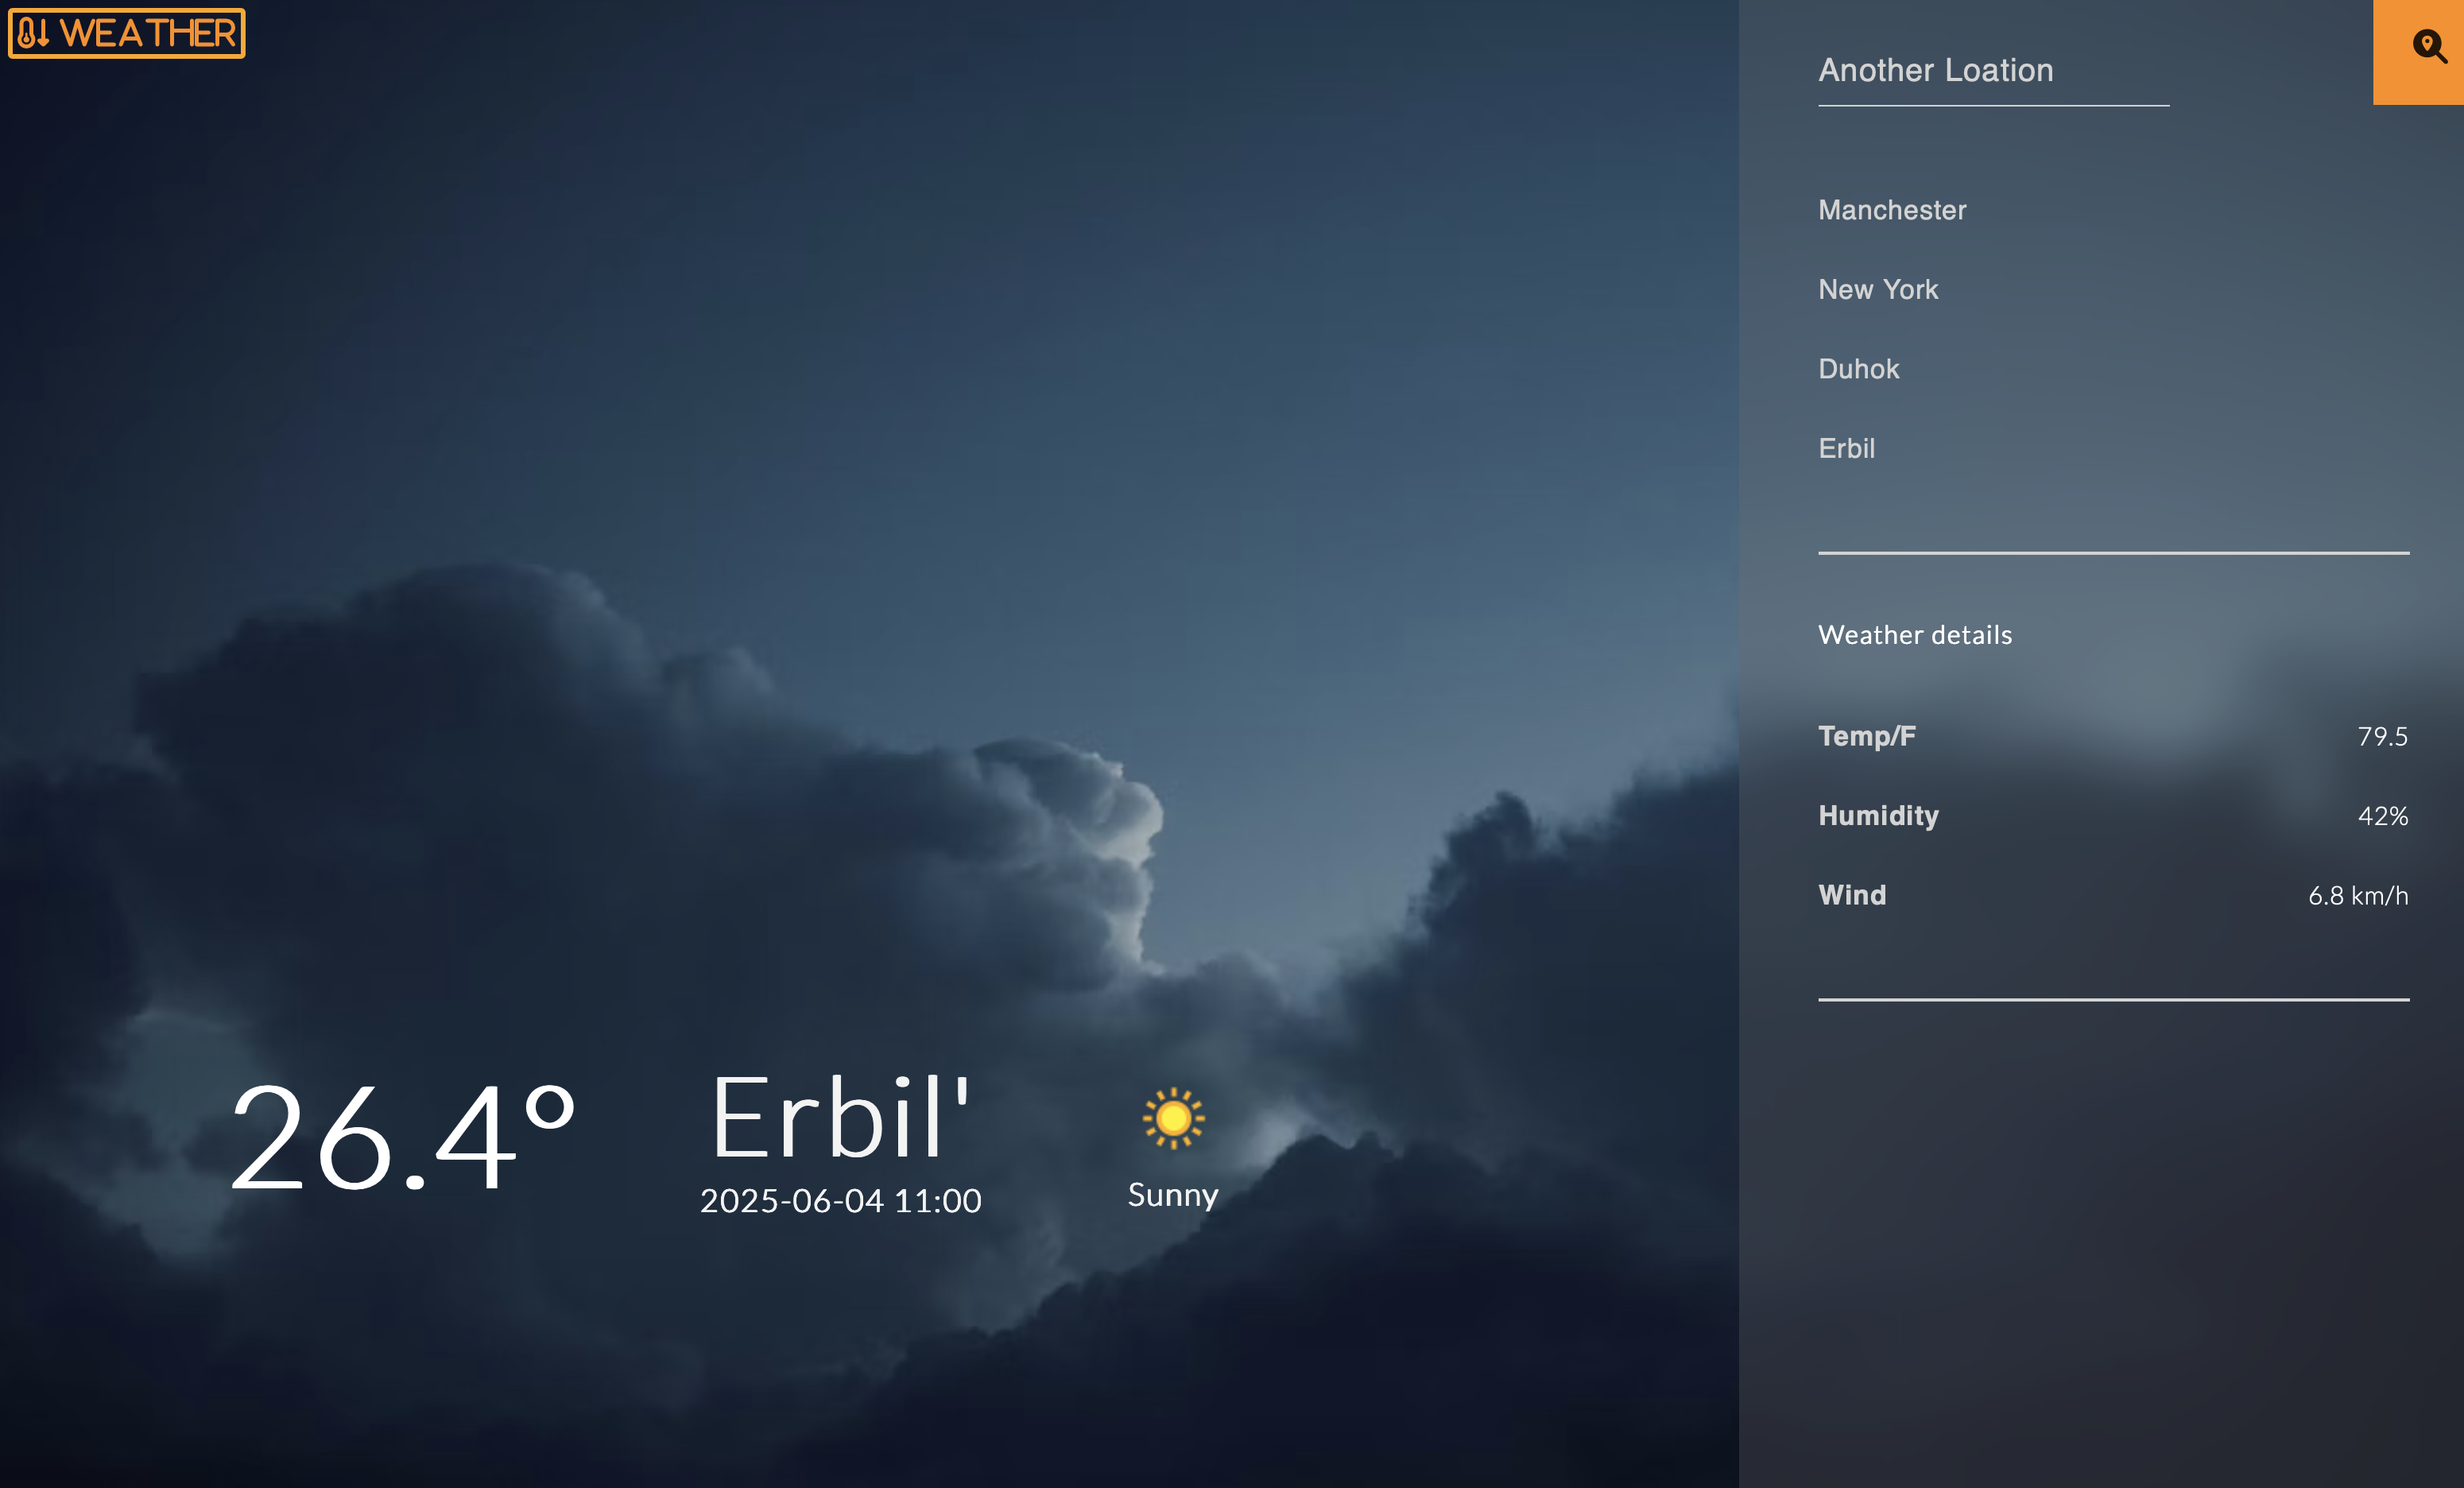 WEATHER
26.4°
Erbil'
2025-06-04 11:00
Sunny
Another Loation
Manchester
New York
Duhok
Erbil
Weather details
Temp/F 79.5
Humidity 42%
Wind 6.8 km/h